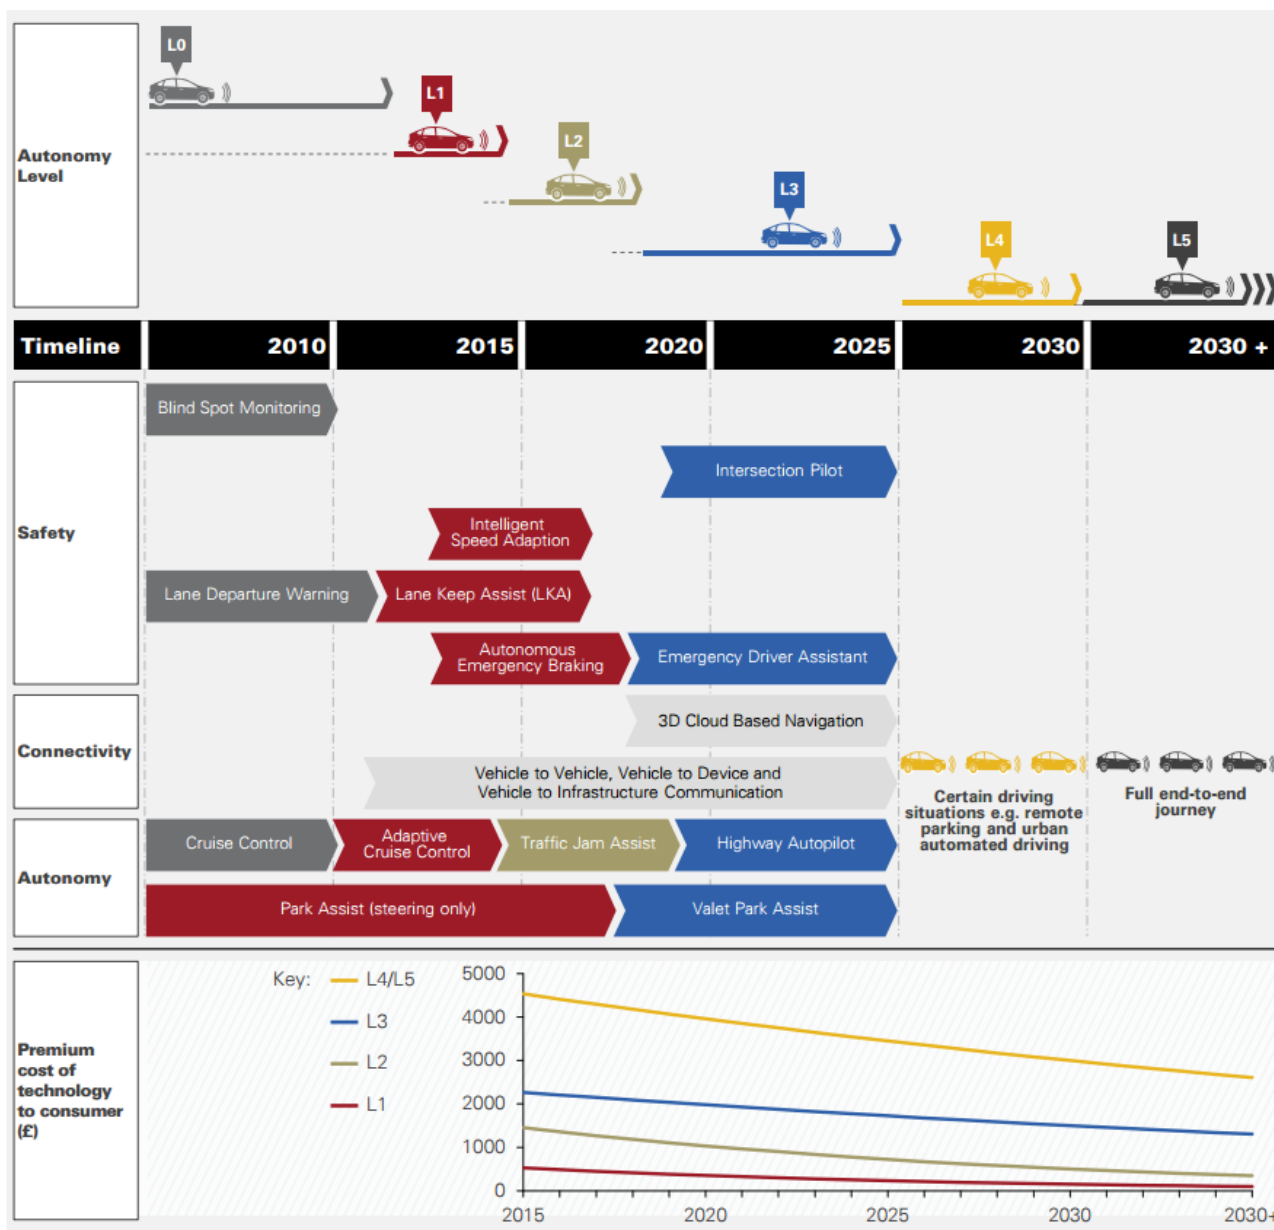 L0
L1
L2
L3
L4
L5
Autonomy
Level
Timeline 2010 2015 2020 2025 2030 2030 +
Safety
Blind Spot Monitoring
Intersection Pilot
Intelligent
Speed Adaption
Lane Departure Warning
Lane Keep Assist (LKA)
Autonomous
Emergency Braking
Emergency Driver Assistant
Connectivity
3D Cloud Based Navigation
Vehicle to Vehicle, Vehicle to Device and
Vehicle to Infrastructure Communication
Certain driving
situations e.g. remote
parking and urban
automated driving
Full end-to-end
journey
Autonomy
Cruise Control
Adaptive
Cruise Control
Traffic Jam Assist
Highway Autopilot
Park Assist (steering only)
Valet Park Assist
Premium
cost of
technology
to consumer
(£)
Key:
L4/L5
L3
L2
L1
5000
4000
3000
2000
1000
0
2015 2020 2025 2030 2030+